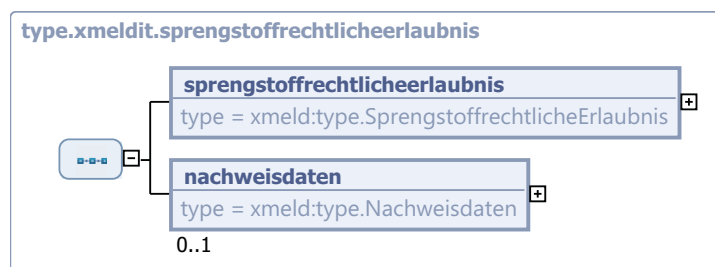 type.xmeldit.sprengstoffrechtlicheerlaubnis
sprengstoffrechtlicheerlaubnis
type = xmeld:type.SprengstoffrechtlicheErlaubnis
nachweisdaten
type = xmeld:type.Nachweisdaten
0..1